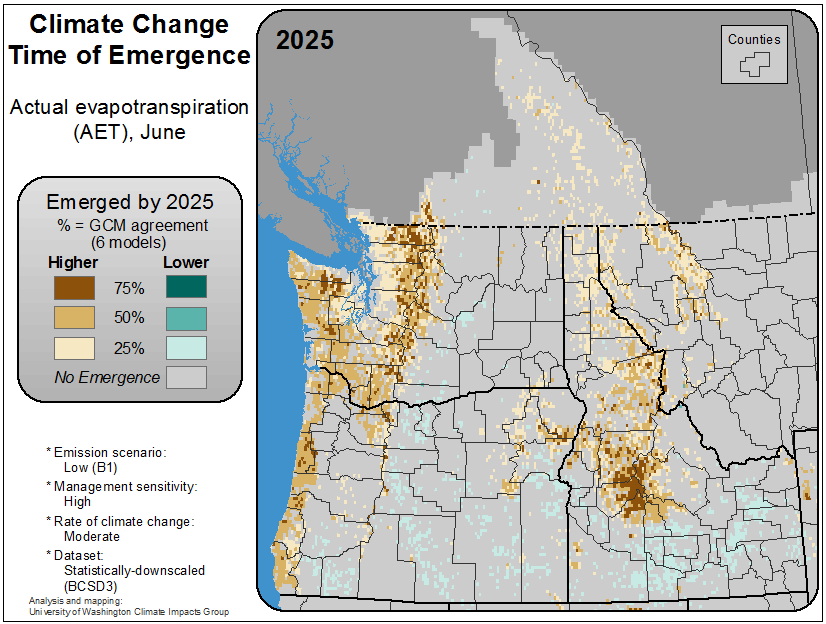 Climate Change
Time of Emergence
Actual evapotranspiration
(AET), June
Emerged by 2025
% = GCM agreement
(6 models)
Higher Lower
75%
50%
25%
No Emergence
* Emission scenario:
Low (B1)
* Management sensitivity:
High
* Rate of climate change:
Moderate
* Dataset:
Statistically-downscaled
(BCSD3)
Analysis and mapping:
University of Washington Climate Impacts Group
2025
Counties